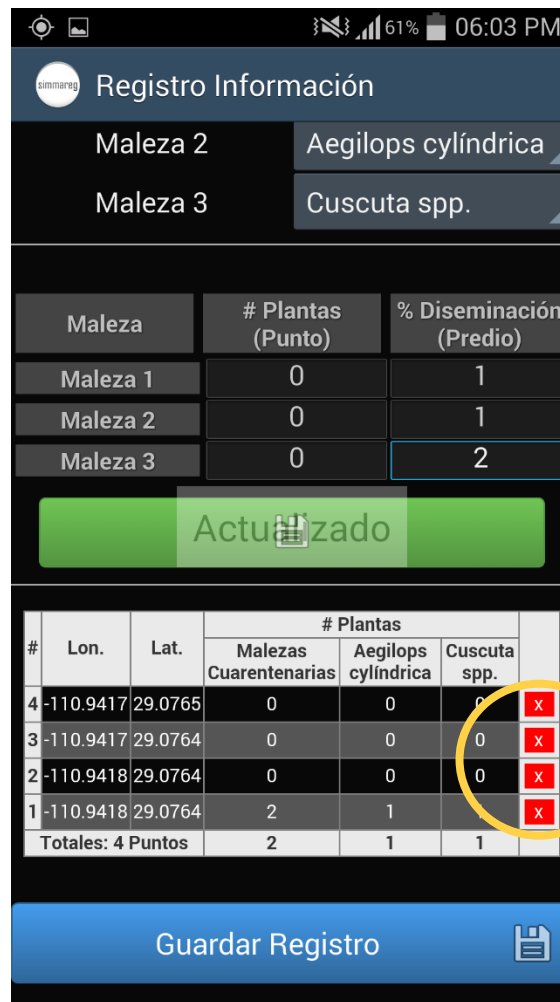 61% 06:03 PM
simmareg Registro Información
Maleza 2 Aegilops cylíndrica
Maleza 3 Cuscuta spp.
Maleza # Plantas (Punto) % Diseminación (Predio)
Maleza 1 0 1
Maleza 2 0 1
Maleza 3 0 2
Actualizado
# Plantas
# Lon. Lat. Malezas Cuarentenarias Aegilops cylíndrica Cuscuta spp.
4 -110.9417 29.0765 0 0 0 X
3 -110.9417 29.0764 0 0 0 X
2 -110.9418 29.0764 0 0 0 X
1 -110.9418 29.0764 2 1 X
Totales: 4 Puntos 2 1 1
Guardar Registro